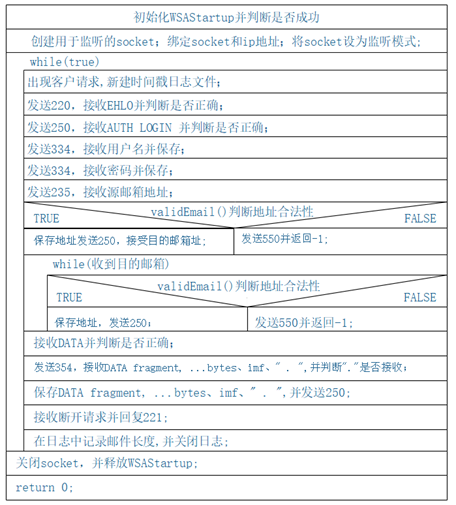 初始化WSAStartup并判断是否成功
创建用于监听的socket；绑定socket和ip地址；将socket设为监听模式;
while(true)
出现客户请求,新建时间戳日志文件;
发送220，接收EHLO并判断是否正确;
发送250，接收AUTH LOGIN 并判断是否正确;
发送334，接收用户名并保存;
发送334，接收密码并保存;
发送235，接收源邮箱地址;
validEmail()判断地址合法性
TRUE FALSE
保存地址发送250，接受目的邮箱址; 发送550并返回-1;
while(收到目的邮箱)
validEmail()判断地址合法性
TRUE FALSE
保存地址，发送250; 发送550并返回-1;
接收DATA并判断是否正确;
发送354，接收DATA fragment, ...bytes、imf、" . ",并判断"."是否接收;
保存DATA fragment, ...bytes、imf、" . ",并发送250;
接收断开请求并回复221;
在日志中记录邮件长度,并关闭日志;
关闭socket，并释放WSAStartup;
return 0;